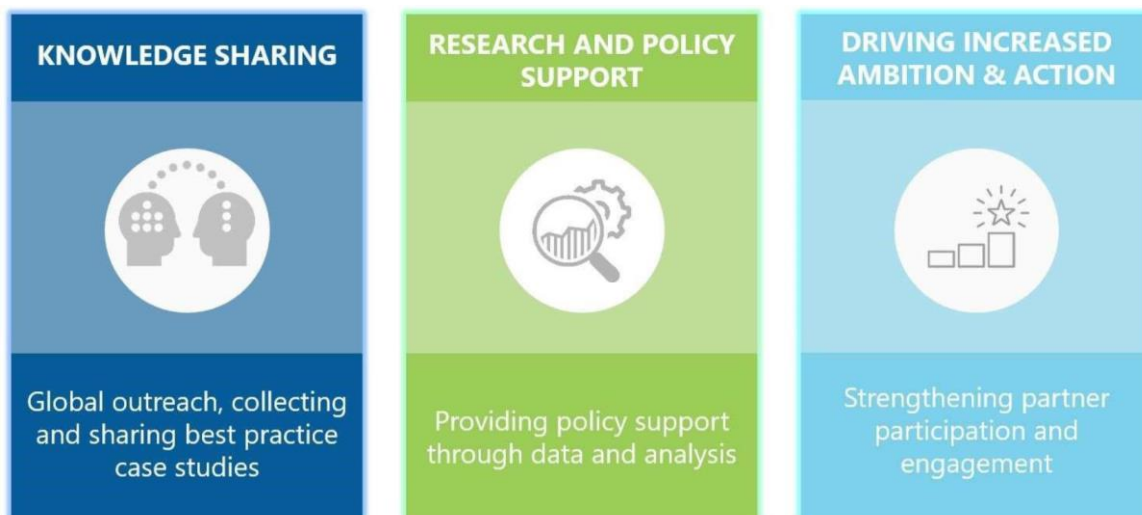 KNOWLEDGE SHARING
Global outreach, collecting
and sharing best practice
case studies
RESEARCH AND POLICY
SUPPORT
Providing policy support
through data and analysis
DRIVING INCREASED
AMBITION & ACTION
Strengthening partner
participation and
engagement